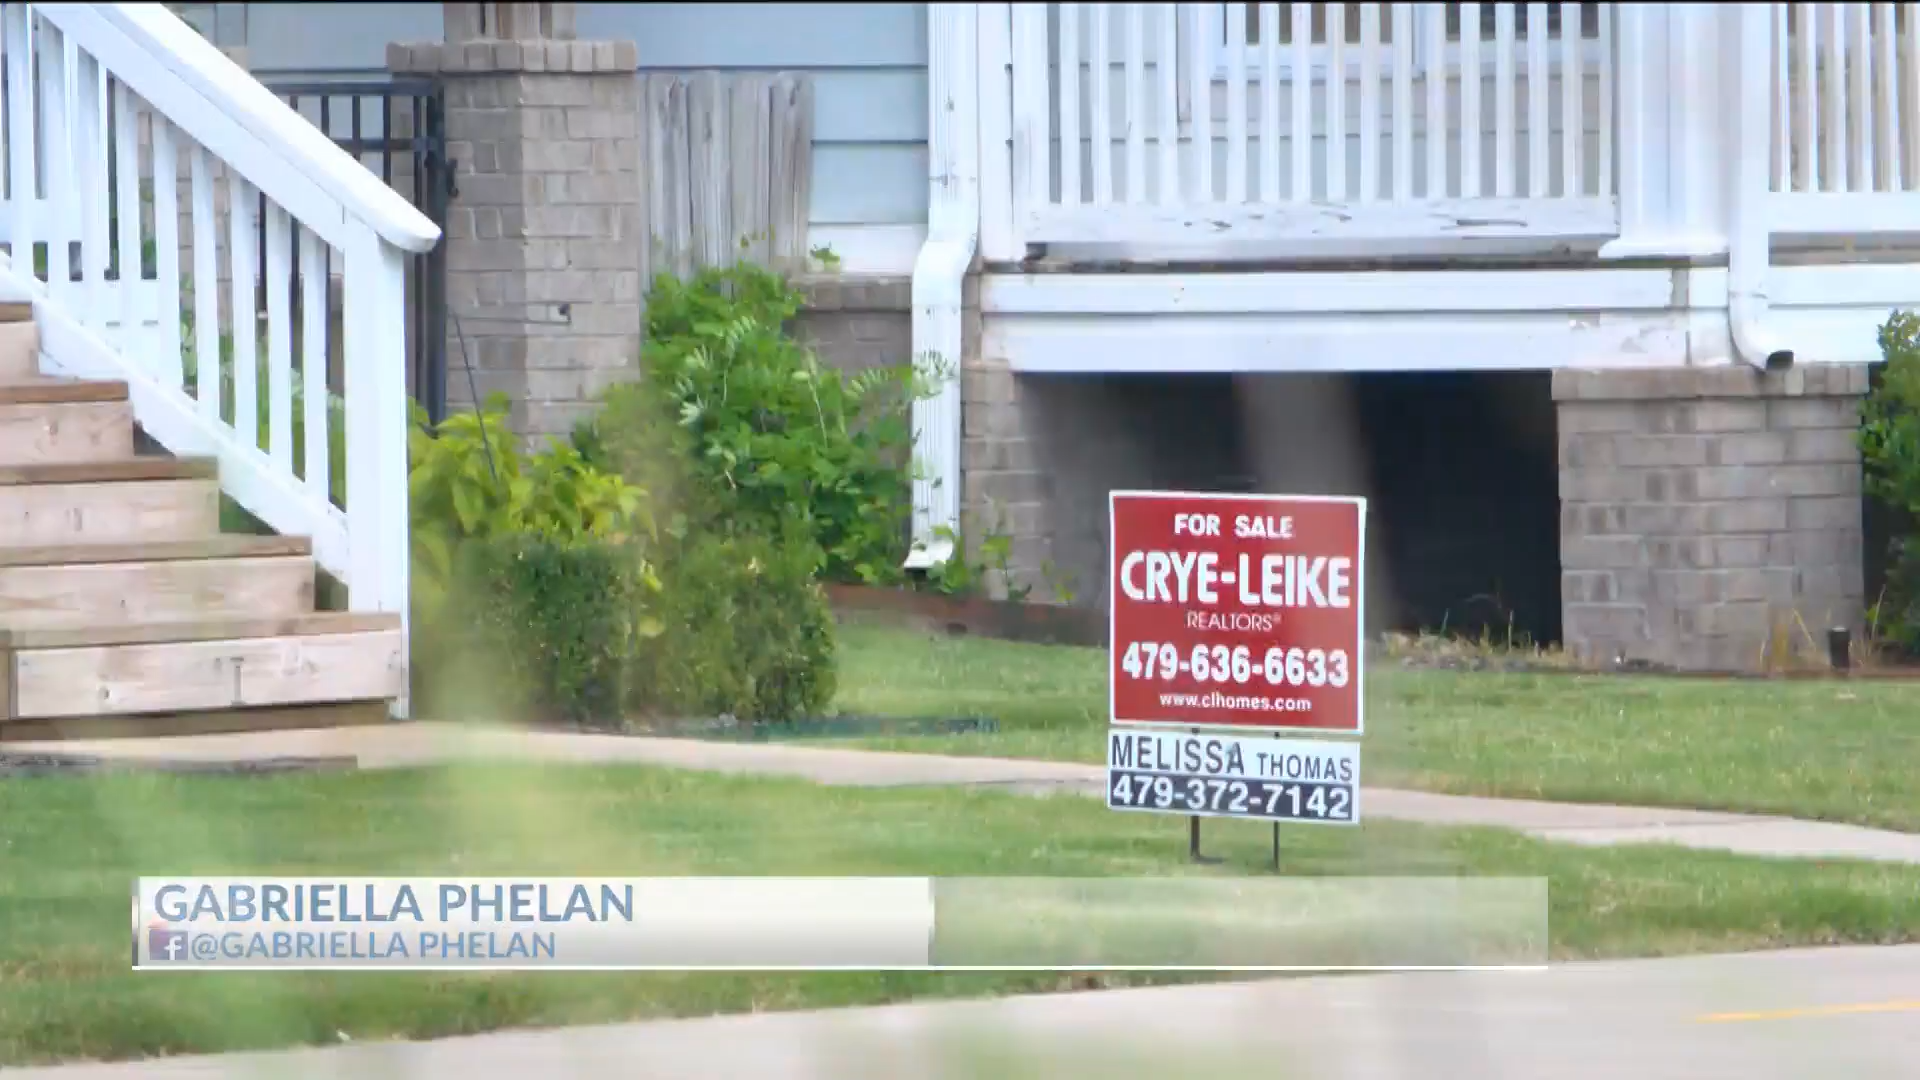 FOR SALE
CRYE-LEIKE
REALTORS®
479-636-6633
www.clhomes.com
MELISSA THOMAS
479-372-7142
GABRIELLA PHELAN
@GABRIELLA PHELAN